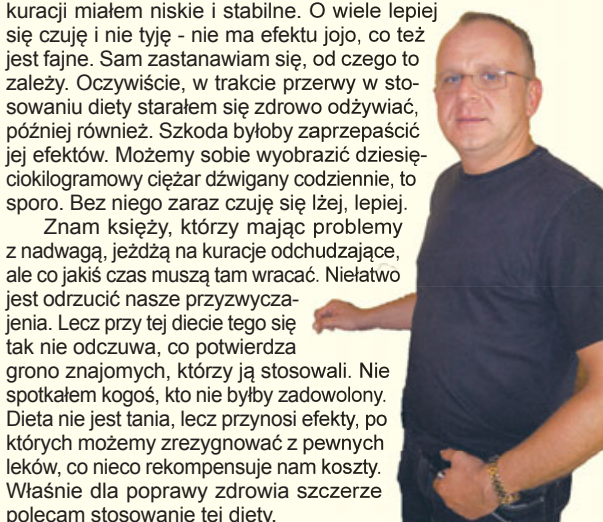 kuracji miałem niskie i stabilne. O wiele lepiej
się czuję i nie tyję - nie ma efektu jojo, co też
jest fajne. Sam zastanawiam się, od czego to
zależy. Oczywiście, w trakcie przerwy w sto-
sowaniu diety starałem się zdrowo odżywiać,
później również. Szkoda byłoby zaprzepaścić
jej efektów. Możemy sobie wyobrazić dziesię-
ciokilogramowy ciężar dźwigany codziennie, to
sporo. Bez niego zaraz czuję się lżej, lepiej.
Znam księży, którzy mając problemy
z nadwagą, jeżdżą na kuracje odchudzające,
ale co jakiś czas muszą tam wracać. Niełatwo
jest odrzucić nasze przyzwycza-
jenia. Lecz przy tej diecie tego się
tak nie odczuwa, co potwierdza
grono znajomych, którzy ją stosowali. Nie
spotkałem kogoś, kto nie byłby zadowolony.
Dieta nie jest tania, lecz przynosi efekty, po
których możemy zrezygnować z pewnych
leków, co nieco rekompensuje nam koszty.
Właśnie dla poprawy zdrowia szczerze
polecam stosowanie tej diety.